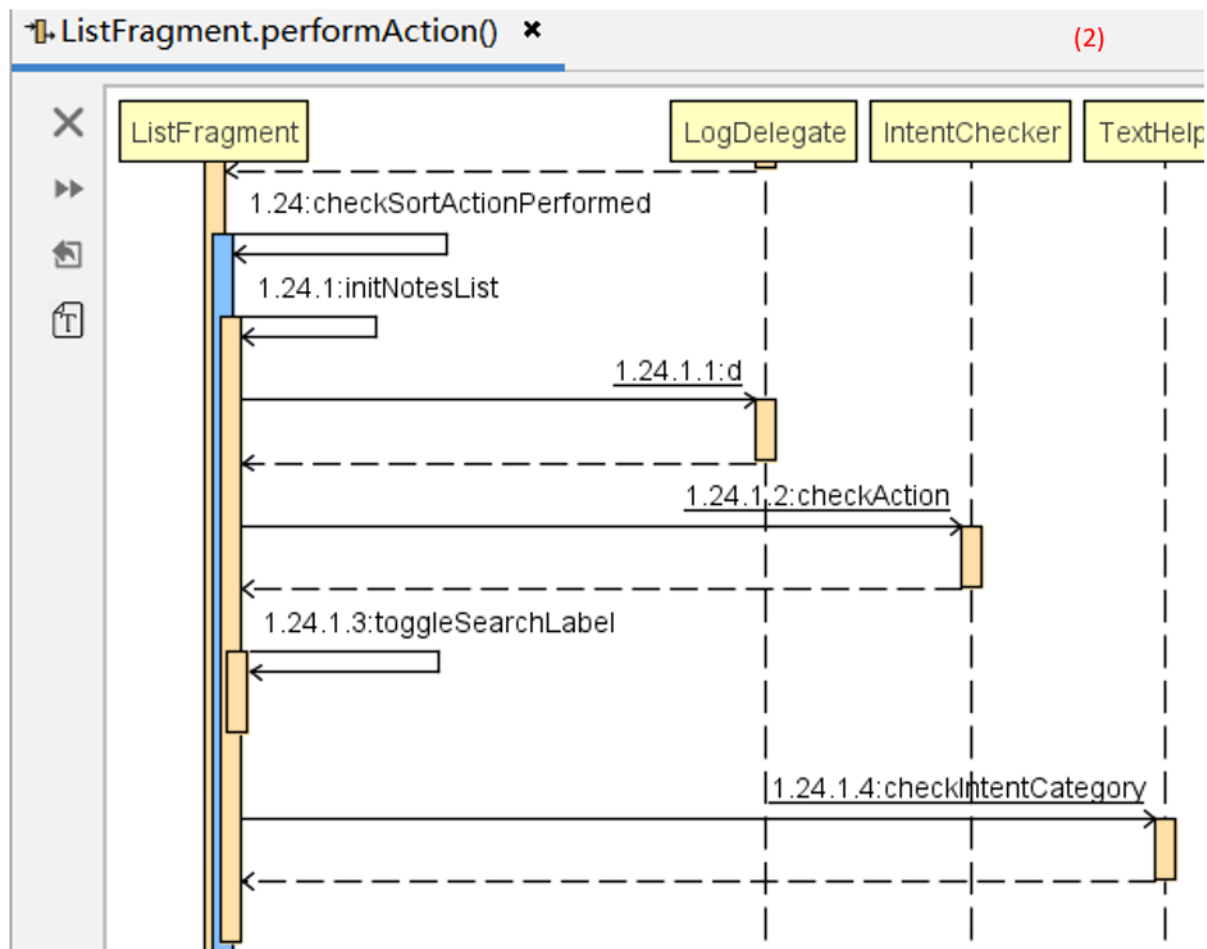 ListFragment.performAction()
(2)
ListFragment
LogDelegate
IntentChecker
TextHelp
1.24:checkSortActionPerformed
1.24.1:initNotesList
1.24.1.1:d
1.24.1.2:checkAction
1.24.1.3:toggleSearchLabel
1.24.1.4:checkIntentCategory